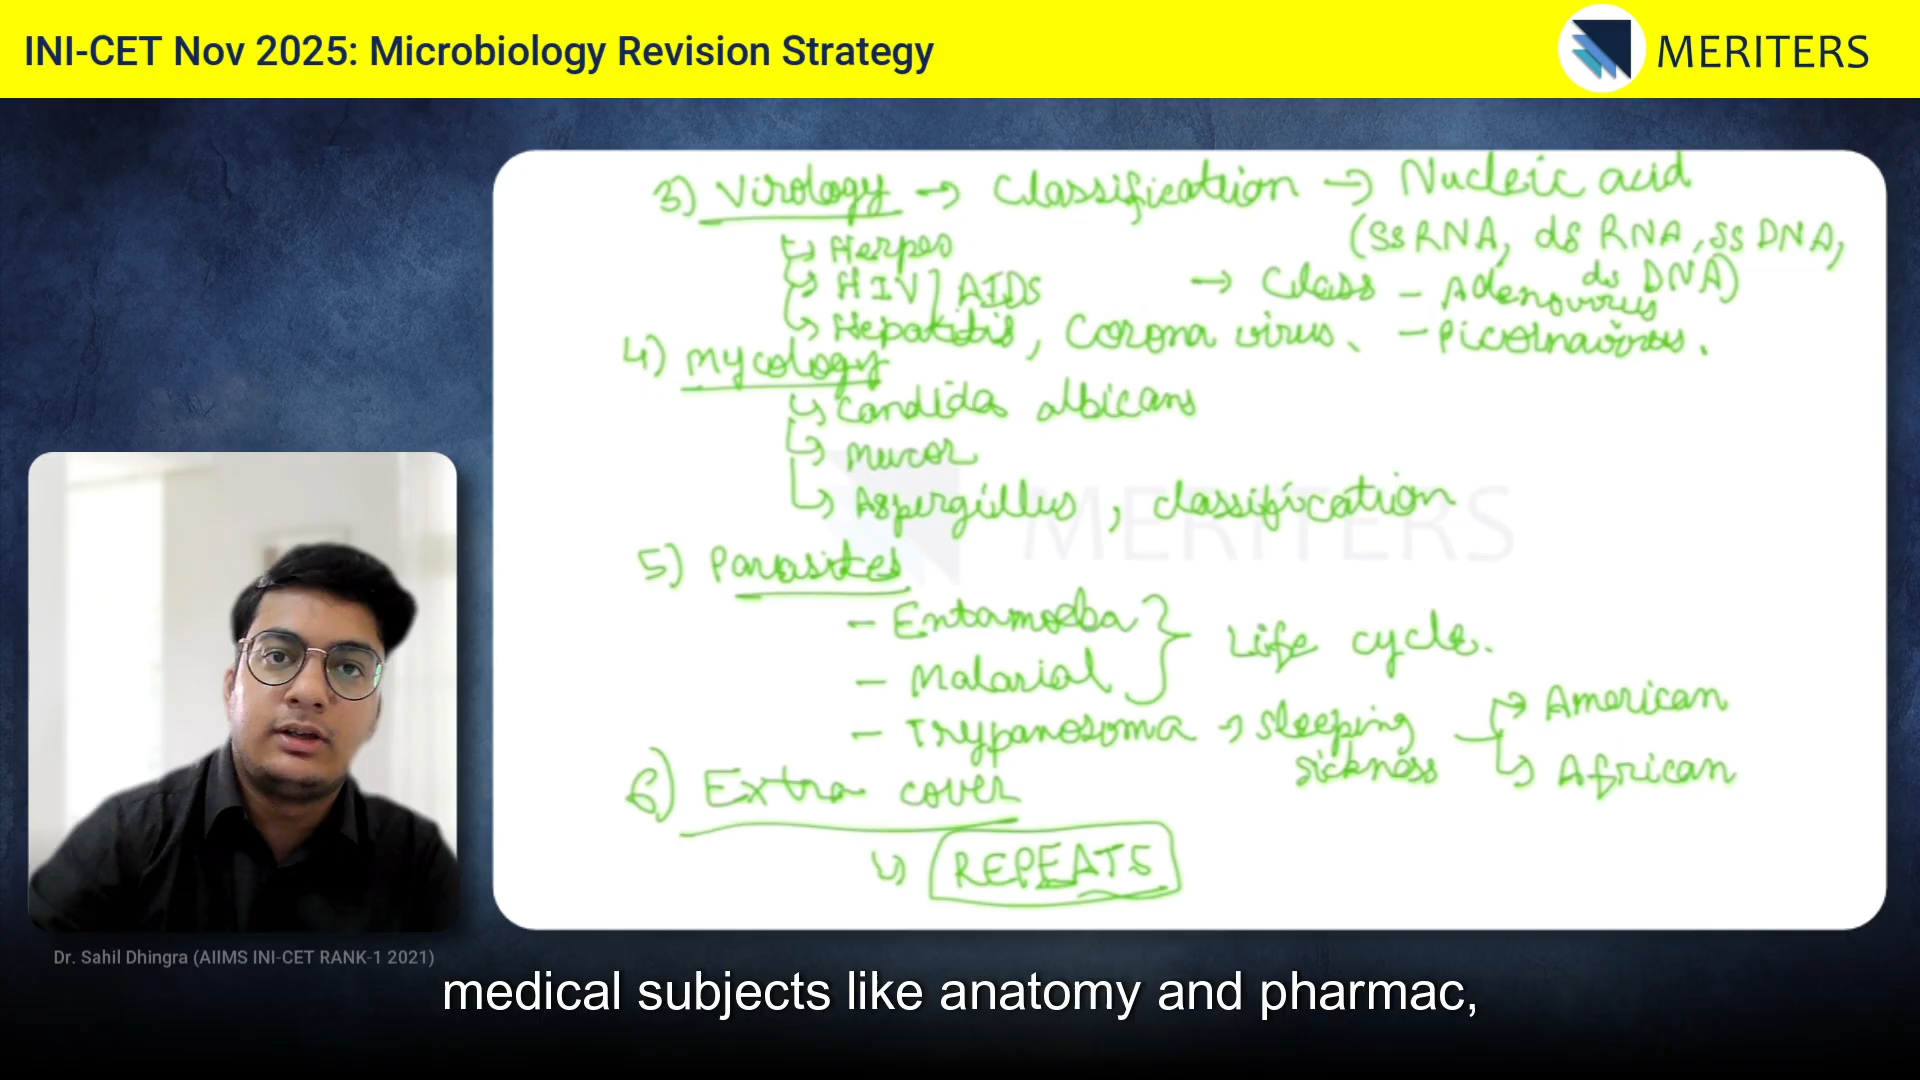 INI-CET Nov 2025: Microbiology Revision Strategy
MERITERS
3) Virology → Classification → Nucleic acid
(ssRNA, ds RNA, ss DNA, ds DNA)
↳ Herpes
↳ HIV/AIDS → Class - Adenovirus
↳ Hepatitis, Corona virus. - Picornavirus.
4) Mycology
↳ Candida albicans
↳ Mucor
↳ Aspergillus, classification
MERITERS
5) Parasites
- Entamoeba } Life cycle.
- Malarial
- Trypanosoma → sleeping sickness → American
↳ African
6) Extra cover
↳ REPEATS
Dr. Sahil Dhingra (AIIMS INI-CET RANK-1 2021)
medical subjects like anatomy and pharmac,